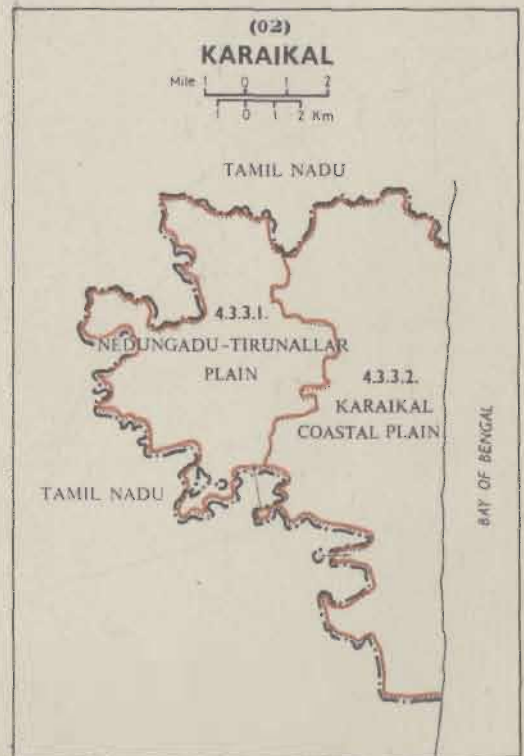 (02)
KARAIKAL
Mile 1 0 1 2
1 0 1 2 Km
TAMIL NADU
4.3.3.1.
NEDUNGADU-TIRUNALLAR
PLAIN
4.3.3.2.
KARAIKAL
COASTAL PLAIN
TAMIL NADU
BAY OF BENGAL